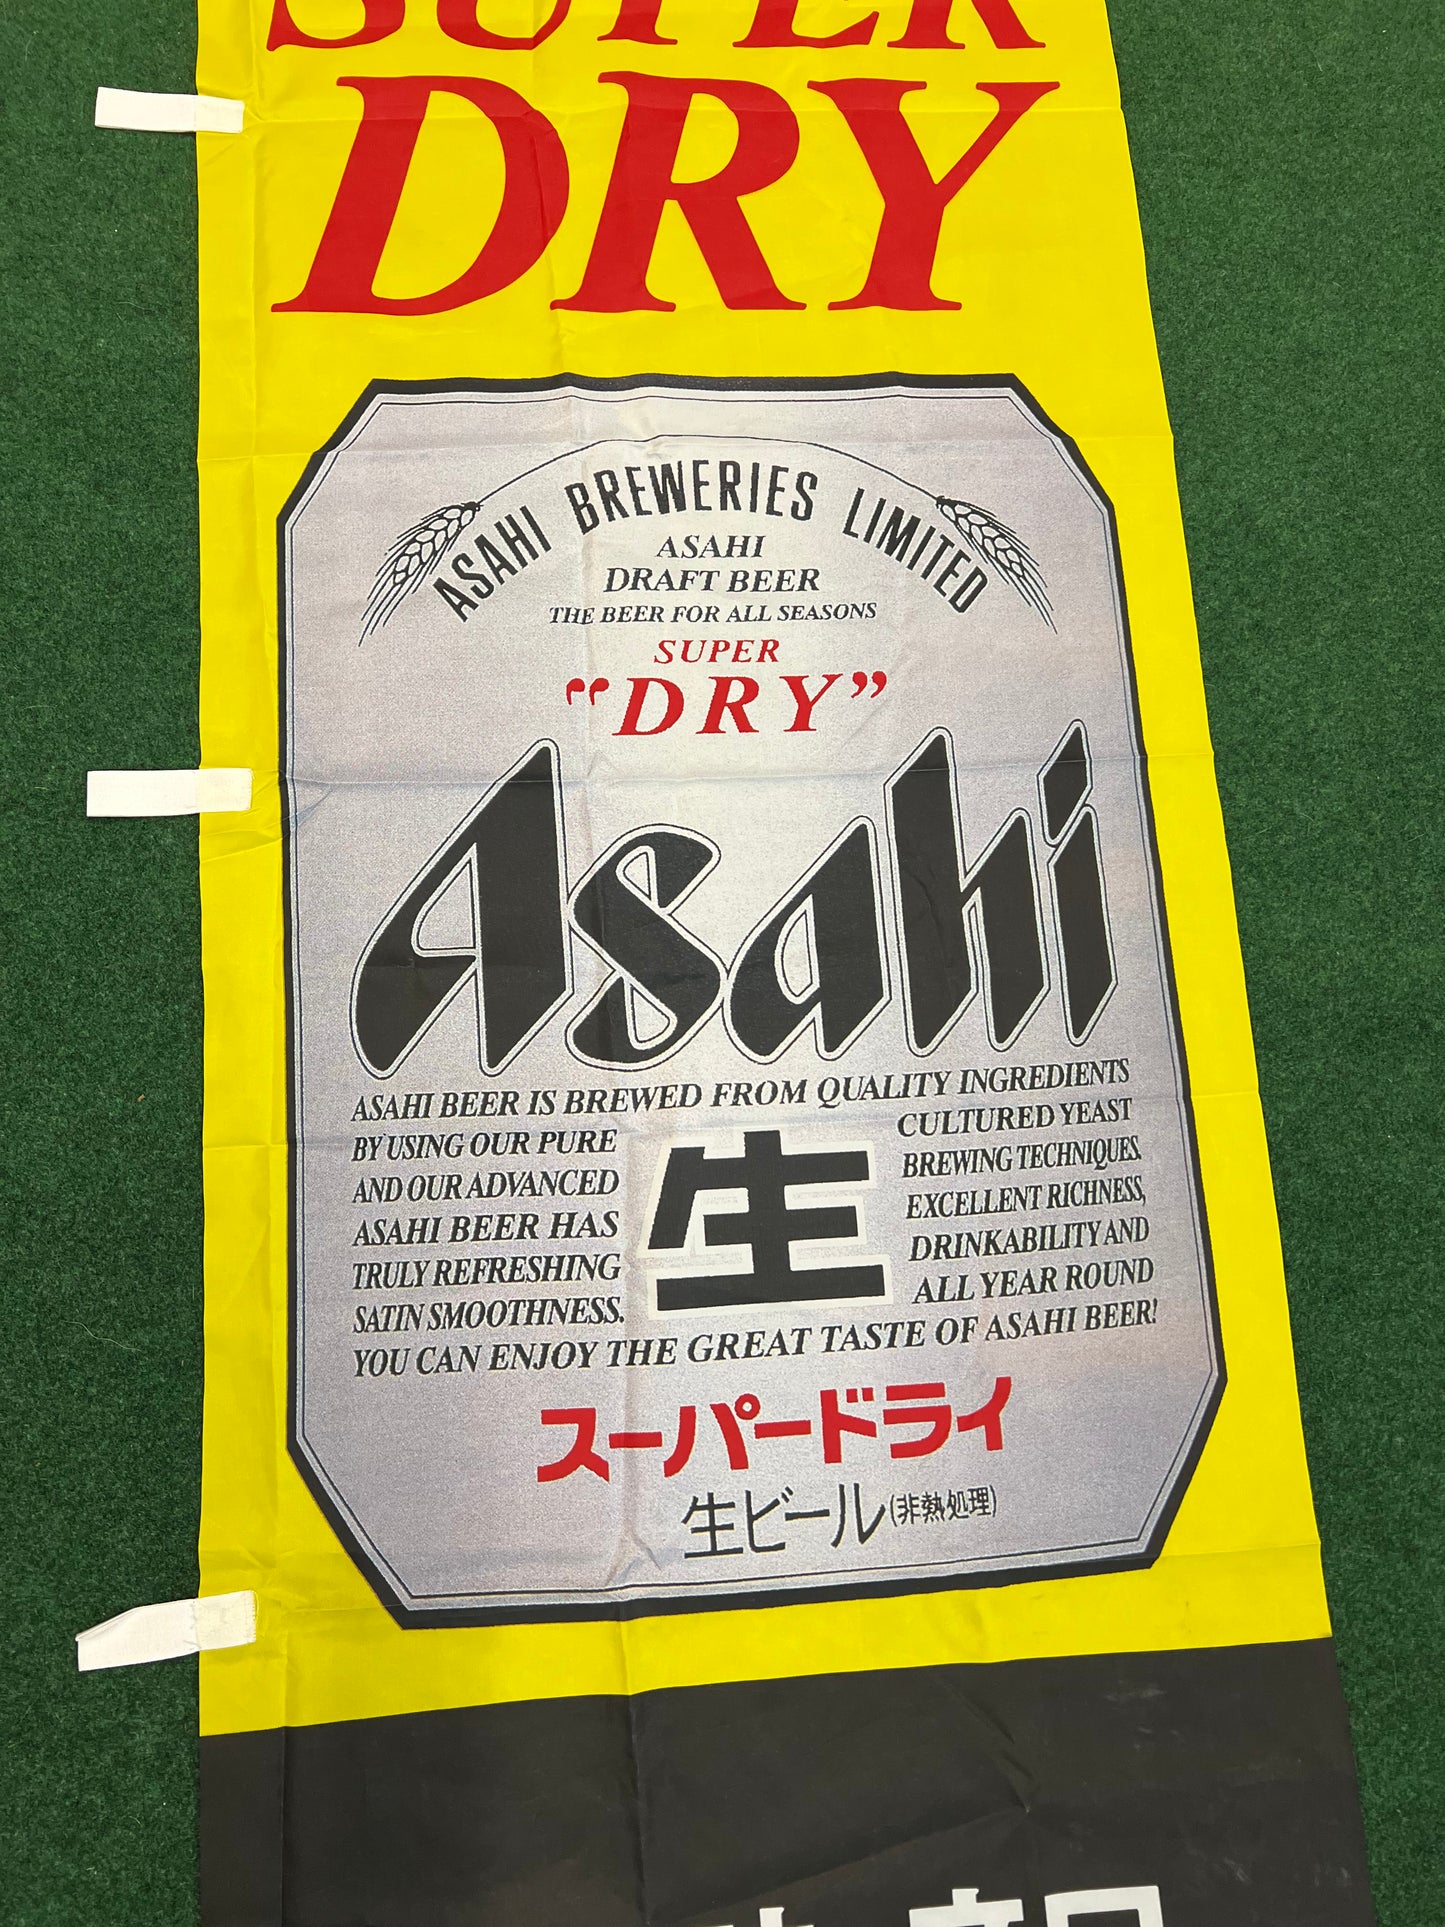 SUPER
DRY
ASAHI BREWERIES LIMITED
ASAHI
DRAFT BEER
THE BEER FOR ALL SEASONS
SUPER
“DRY”
Asahi
ASAHI BEER IS BREWED FROM QUALITY INGREDIENTS
BY USING OUR PURE CULTURED YEAST
AND OUR ADVANCED BREWING TECHNIQUES.
ASAHI BEER HAS EXCELLENT RICHNESS,
TRULY REFRESHING DRINKABILITY AND
SATIN SMOOTHNESS. ALL YEAR ROUND
生
YOU CAN ENJOY THE GREAT TASTE OF ASAHI BEER!
スーパードライ
生ビール(非熱処理)